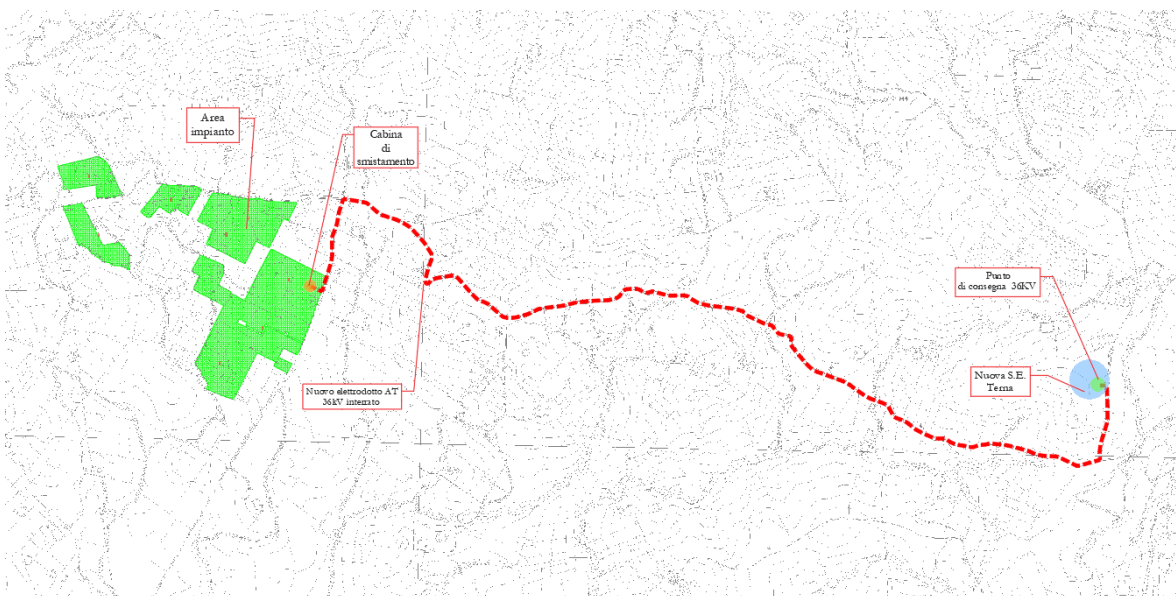 Area
impianto
Cabina
di
smistamento
Punto
di consegna 36KV
Nuova S.E.
Terna
Nuovo elettrodotto AT
36kV interrato